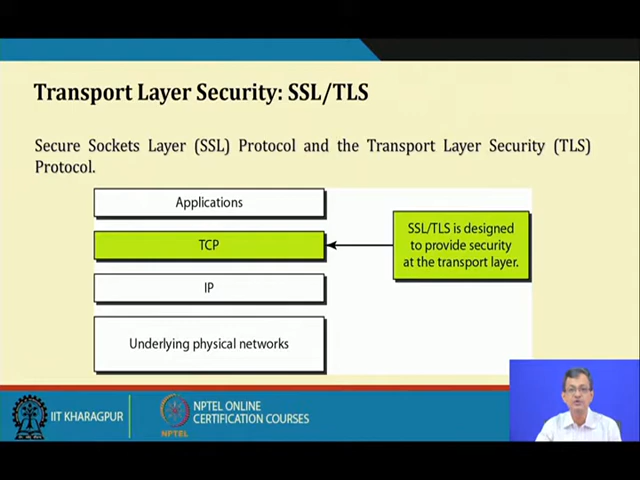 Transport Layer Security: SSL/TLS
Secure Sockets Layer (SSL) Protocol and the Transport Layer Security (TLS)
Protocol.
Applications
TCP
IP
Underlying physical networks
SSL/TLS is designed
to provide security
at the transport layer.
IIT KHARAGPUR
NPTEL
NPTEL ONLINE
CERTIFICATION COURSES